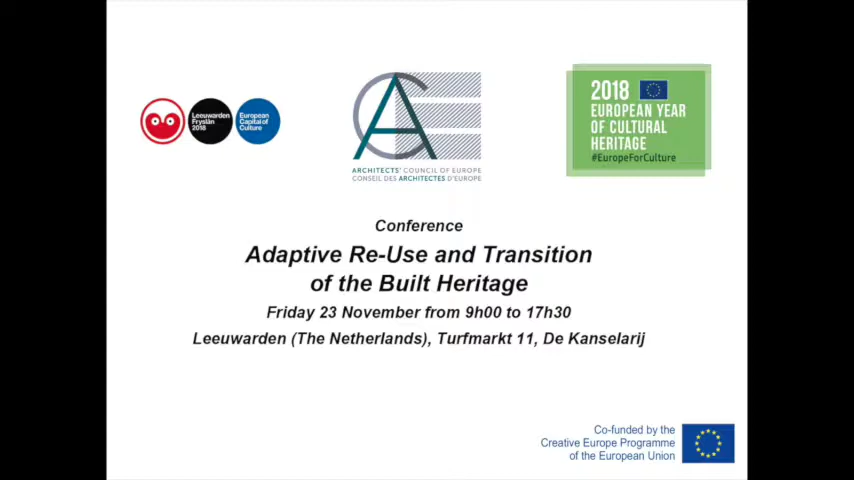 Leeuwarden
Fryslân
2018
European
Capital of
Culture
ARCHITECTS' COUNCIL OF EUROPE
CONSEIL DES ARCHITECTES D'EUROPE
2018
EUROPEAN YEAR
OF CULTURAL
HERITAGE
#EuropeForCulture
Conference
Adaptive Re-Use and Transition
of the Built Heritage
Friday 23 November from 9h00 to 17h30
Leeuwarden (The Netherlands), Turfmarkt 11, De Kanselarij
Co-funded by the
Creative Europe Programme
of the European Union